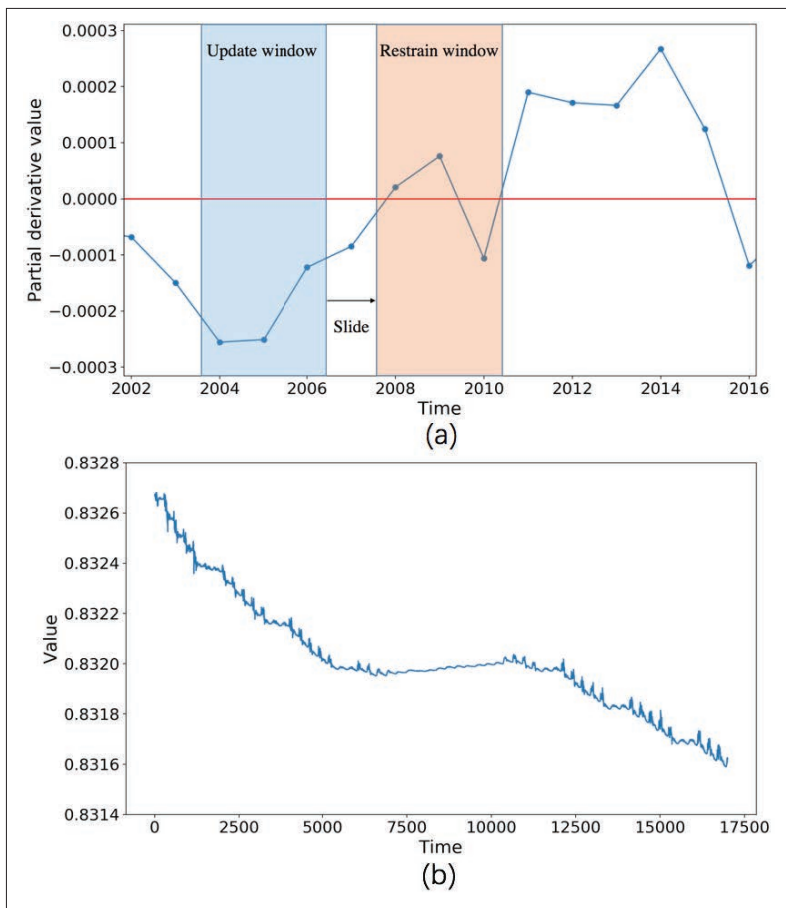 0.0003
Update window
Restrain window
0.0002
0.0001
0.0000
−0.0001
−0.0002
−0.0003
Slide
Partial derivative value
2002 2004 2006 2008 2010 2012 2014 2016
Time
(a)
0.8328
0.8326
0.8324
0.8322
0.8320
0.8318
0.8316
0.8314
Value
0 2500 5000 7500 10000 12500 15000 17500
Time
(b)